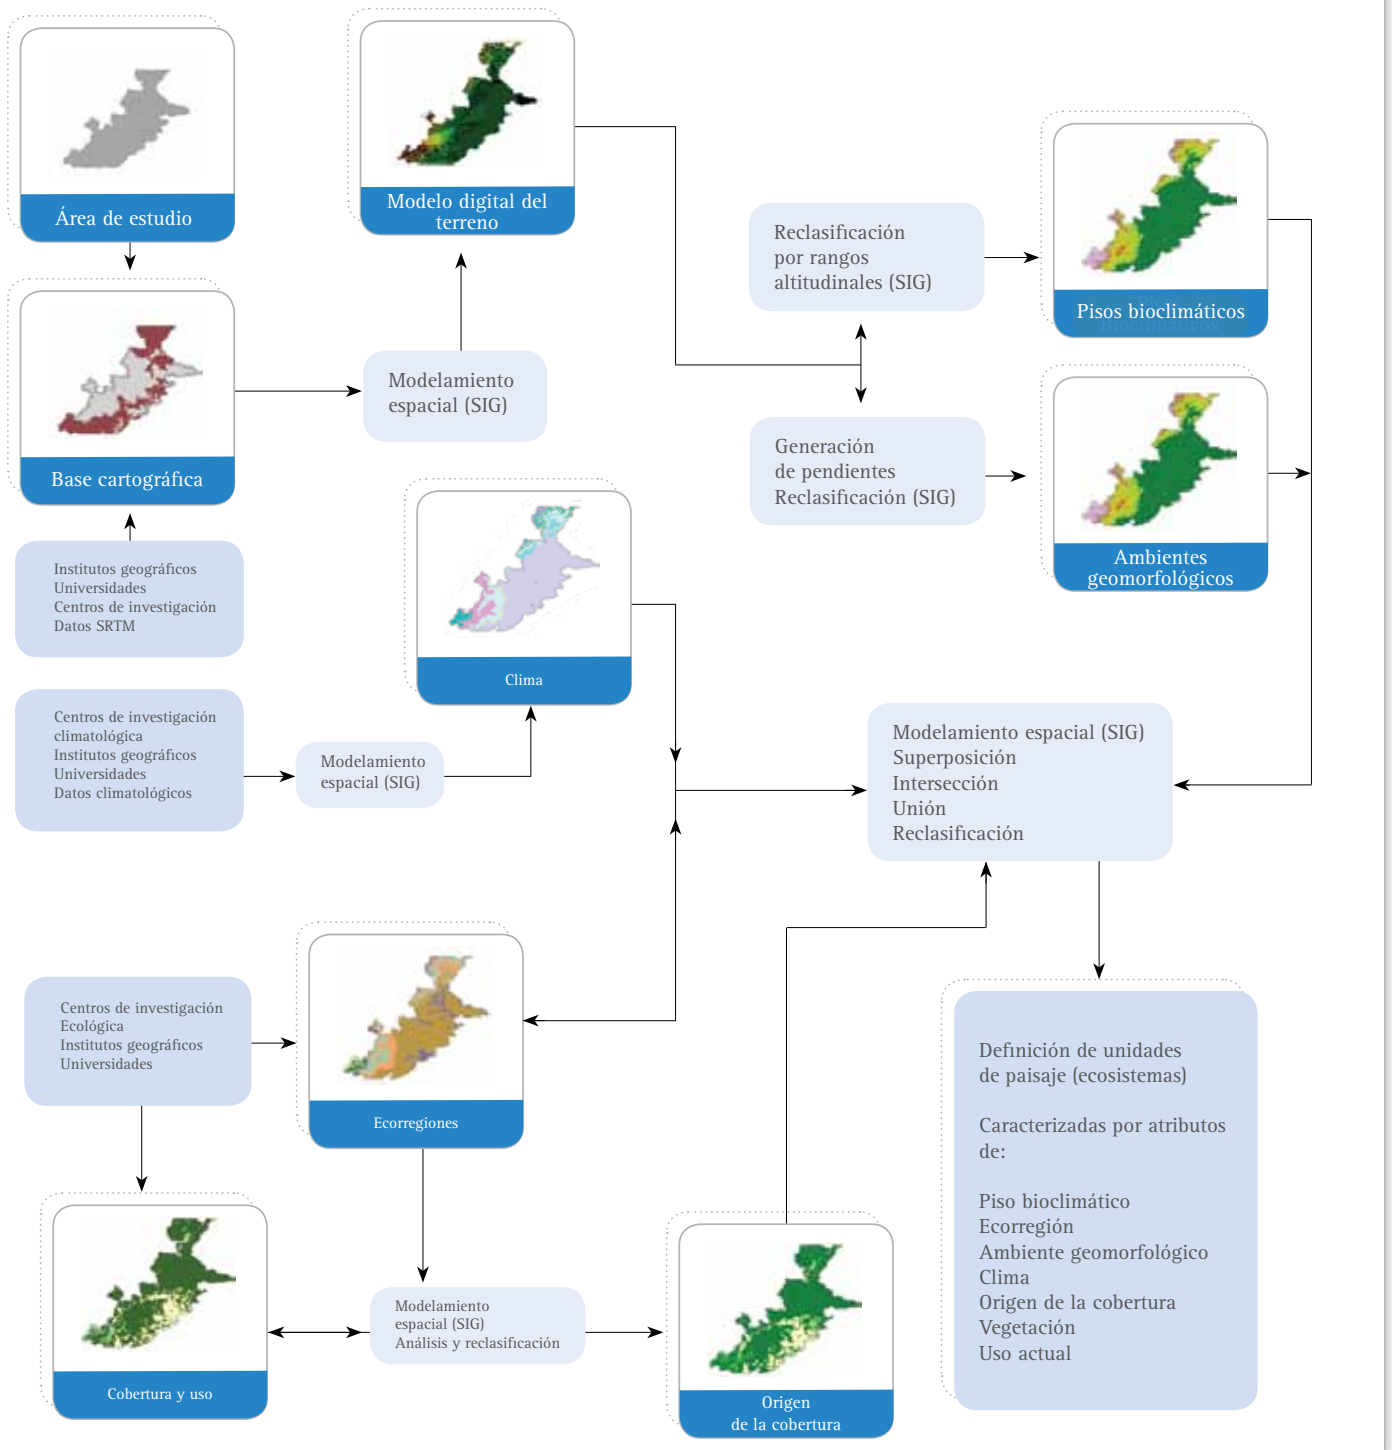 Área de estudio
Modelo digital del
terreno
Reclasificación
por rangos
altitudinales (SIG)
Pisos bioclimáticos
Base cartográfica
Modelamiento
espacial (SIG)
Generación
de pendientes
Reclasificación (SIG)
Ambientes
geomorfológicos
Institutos geográficos
Universidades
Centros de investigación
Datos SRTM
Clima
Centros de investigación
climatológica
Institutos geográficos
Universidades
Datos climatológicos
Modelamiento
espacial (SIG)
Modelamiento espacial (SIG)
Superposición
Intersección
Unión
Reclasificación
Centros de investigación
Ecológica
Institutos geográficos
Universidades
Ecorregiones
Definición de unidades
de paisaje (ecosistemas)
Caracterizadas por atributos
de:
Piso bioclimático
Ecorregión
Ambiente geomorfológico
Clima
Origen de la cobertura
Vegetación
Uso actual
Cobertura y uso
Modelamiento
espacial (SIG)
Análisis y reclasificación
Origen
de la cobertura